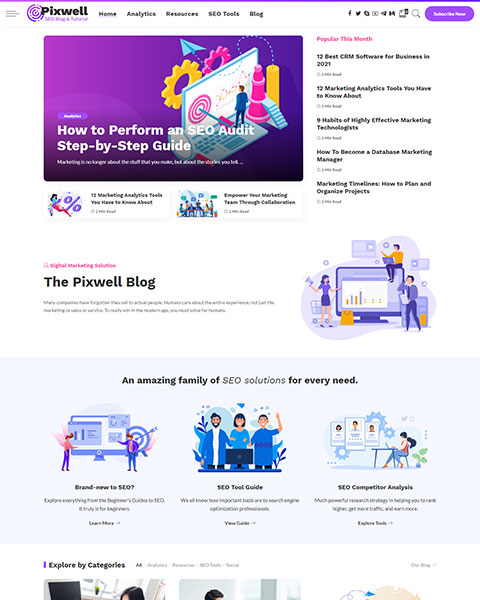 Pixwell
SEO Blog & Tutorial
Home
Analytics
Resources
SEO Tools
Blog
Subscribe Now
Analytics
How to Perform an SEO Audit
Step-by-Step Guide
Marketing is no longer about the stuff that you make, but about the stories you tell. ...
12 Marketing Analytics Tools
You Have to Know About
2 Min Read
Empower Your Marketing
Team Through Collaboration
2 Min Read
Popular This Month
12 Best CRM Software for Business in
2021
2 Min Read
12 Marketing Analytics Tools You Have
to Know About
2 Min Read
9 Habits of Highly Effective Marketing
Technologists
2 Min Read
How To Become a Database Marketing
Manager
2 Min Read
Marketing Timelines: How to Plan and
Organize Projects
2 Min Read
Digital Marketing Solution
The Pixwell Blog
Many companies have forgotten they sell to actual people. Humans care about the entire experience, not just the
marketing or sales or service. To really win in the modern age, you must solve for humans.
An amazing family of SEO solutions for every need.
Brand-new to SEO?
Explore everything from the Beginner's Guides to SEO.
It truly is for beginners.
Learn More →
SEO Tool Guide
We all know how important tools are to search engine
optimization professionals.
View Guide →
SEO Competitor Analysis
Much powerful research strategy in helping you to rank
higher, get more traffic, and earn more.
Explore Tools →
Explore by Categories
All / Analytics / Resources / SEO Tools / Social
Our Blog →